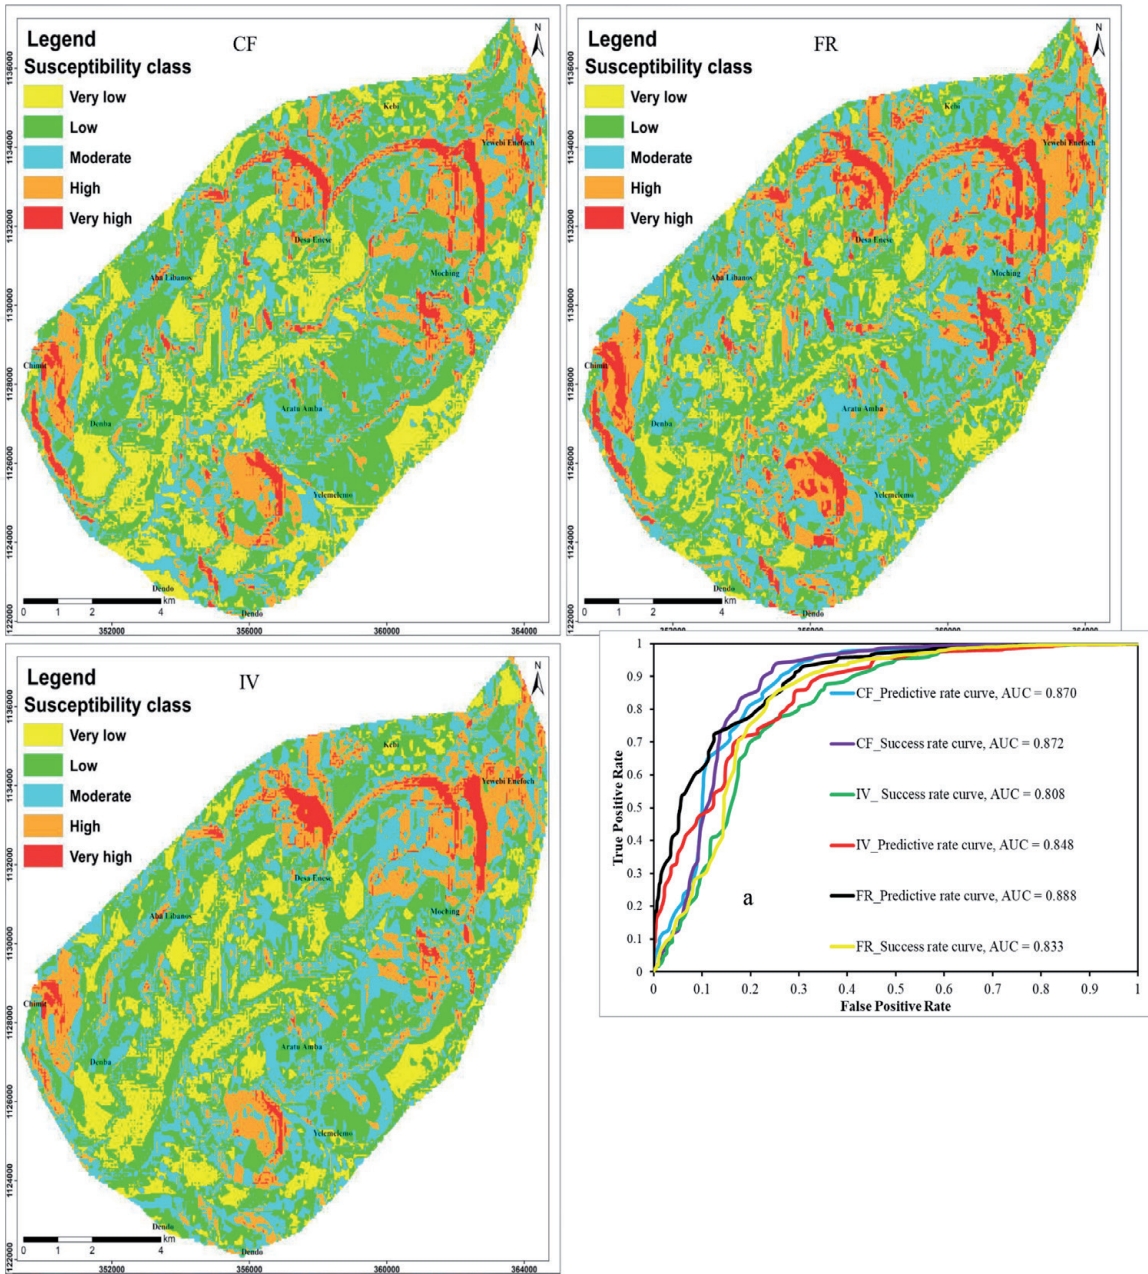 Legend
CF
N
Susceptibility class
Very low
Low
Moderate
High
Very high
1136000
1134000
1132000
1130000
1128000
1126000
1124000
1122000
Kebi
Yewebi Enefoch
Desa Enese
Moching
Aba Libanos
Chimit
Aratu Amba
Denba
Yelemelemo
Dendo
Dendo
0 1 2 4 km
352000 356000 360000 364000
Legend
FR
N
Susceptibility class
Very low
Low
Moderate
High
Very high
1136000
1134000
1132000
1130000
1128000
1126000
1124000
1122000
Kebi
Yewebi Enefoch
Desa Enese
Moching
Aba Libanos
Chimit
Aratu Amba
Denba
Yelemelemo
Dendo
Dendo
0 1 2 4 km
352000 356000 360000 364000
Legend
IV
N
Susceptibility class
Very low
Low
Moderate
High
Very high
1136000
1134000
1132000
1130000
1128000
1126000
1124000
1122000
Kebi
Yewebi Enefoch
Desa Enese
Moching
Aba Libanos
Chimit
Aratu Amba
Denba
Yelemelemo
Dendo
Dendo
0 1 2 4 km
352000 356000 360000 364000
True Positive Rate
1
0.9
0.8
0.7
0.6
0.5
0.4
0.3
0.2
0.1
0
CF_Predictive rate curve, AUC = 0.870
CF_Success rate curve, AUC = 0.872
IV_ Success rate curve, AUC = 0.808
IV_Predictive rate curve, AUC = 0.848
FR_Predictive rate curve, AUC = 0.888
FR_Success rate curve, AUC = 0.833
a
0 0.1 0.2 0.3 0.4 0.5 0.6 0.7 0.8 0.9 1
False Positive Rate